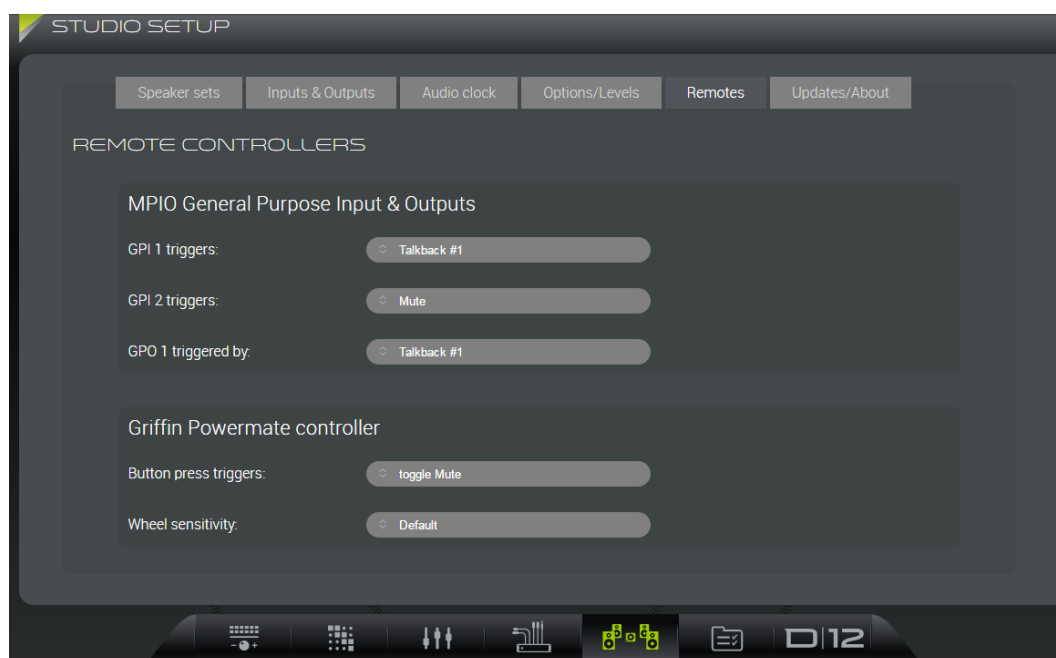 STUDIO SETUP
Speaker sets Inputs & Outputs Audio clock Options/Levels Remotes Updates/About
REMOTE CONTROLLERS
MPIO General Purpose Input & Outputs
GPI 1 triggers: Talkback #1
GPI 2 triggers: Mute
GPO 1 triggered by: Talkback #1
Griffin Powermate controller
Button press triggers: toggle Mute
Wheel sensitivity: Default
D|12